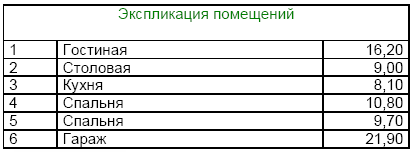 Экспликация помещений
1 Гостиная 16,20
2 Столовая 9,00
3 Кухня 8,10
4 Спальня 10,80
5 Спальня 9,70
6 Гараж 21,90